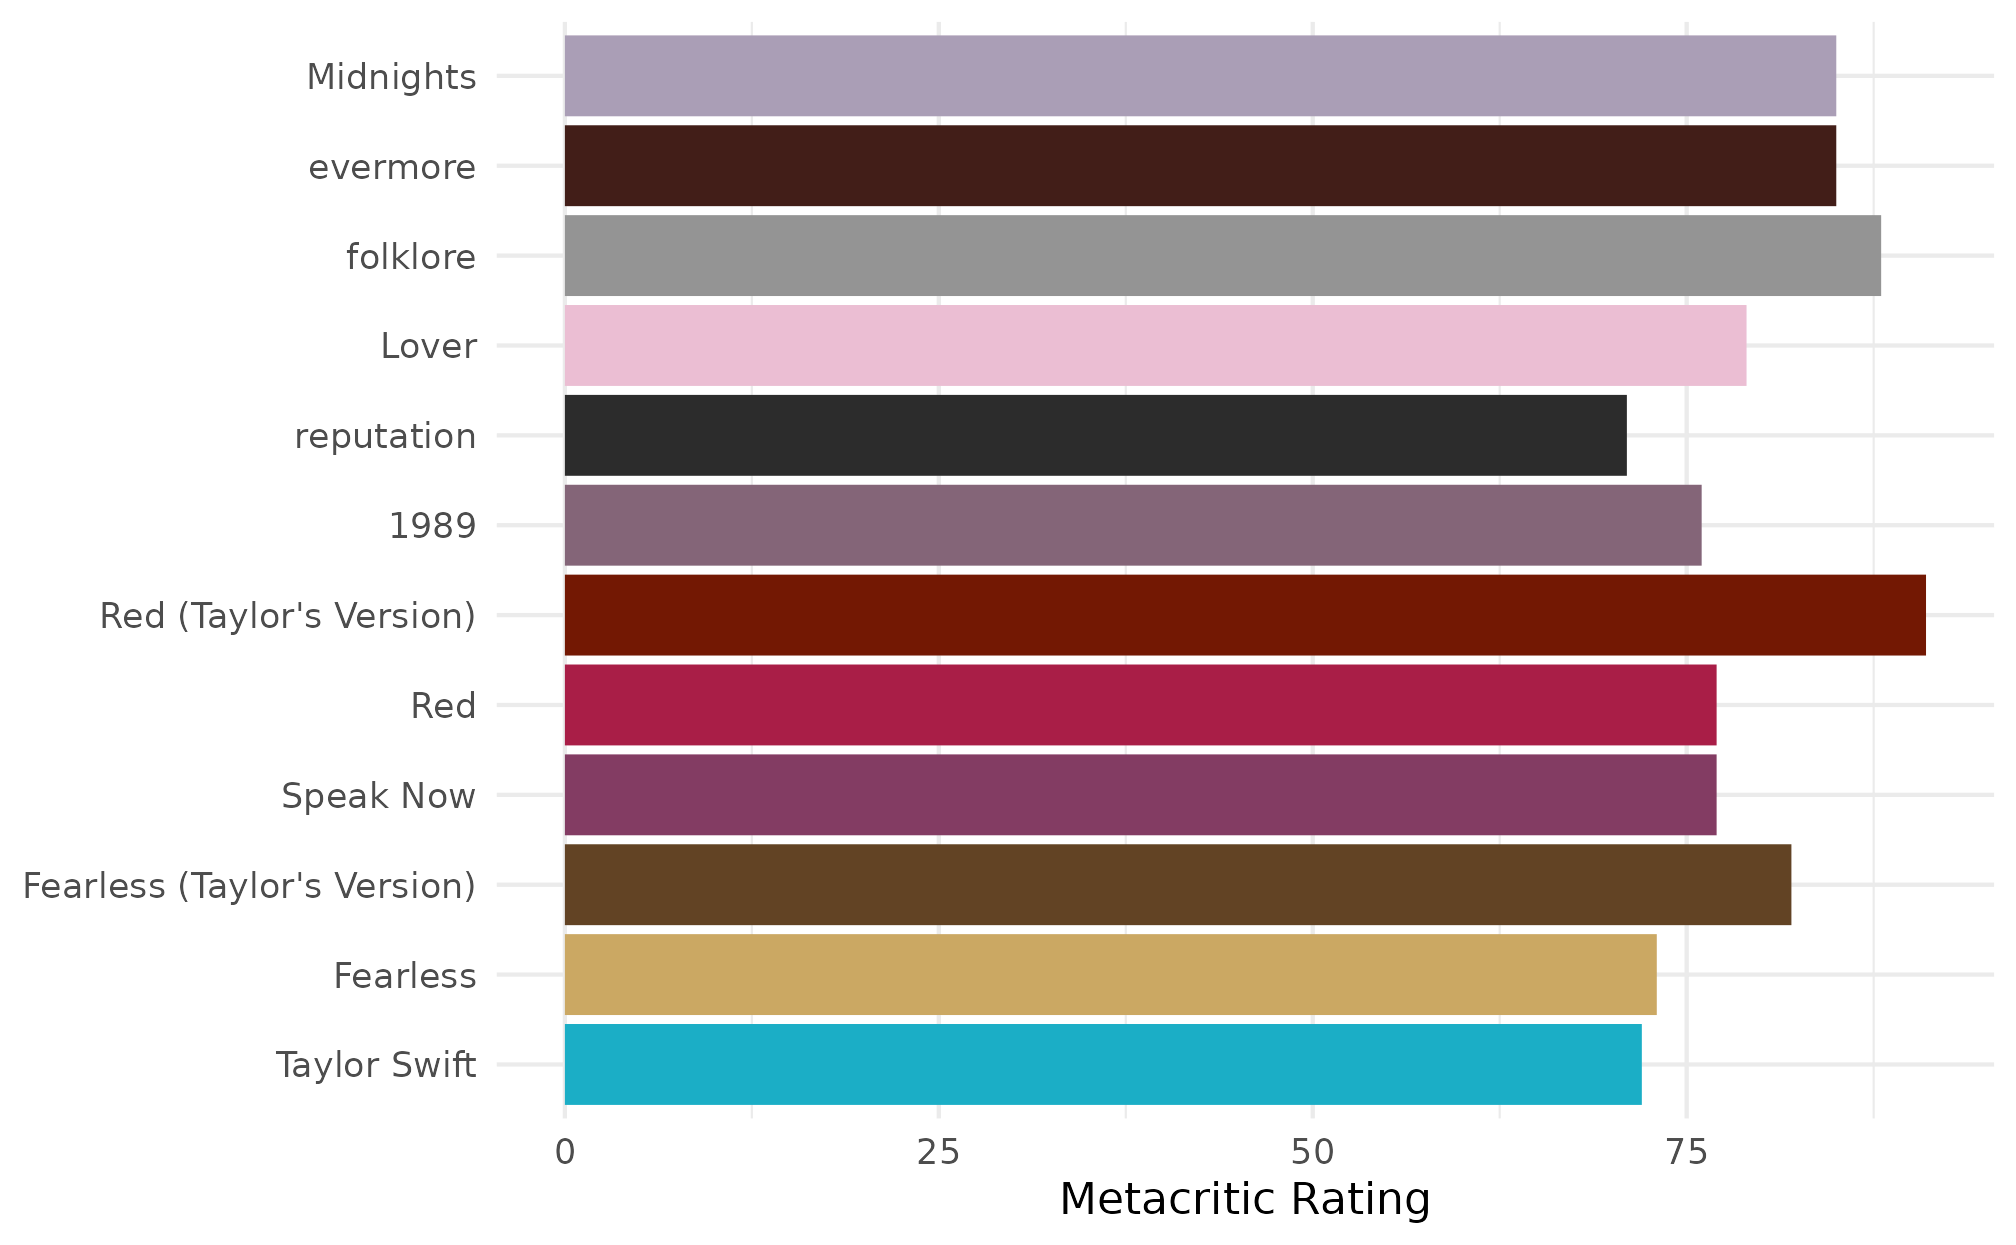 Midnights
evermore
folklore
Lover
reputation
1989
Red (Taylor's Version)
Red
Speak Now
Fearless (Taylor's Version)
Fearless
Taylor Swift
0 25 50 75
Metacritic Rating